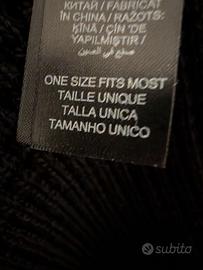 КИТАЙ / FABRICAT
ÎN CHINA / RAŽOTS:
ĶĪNĀ / ÇİN'DE
YAPILMIŞTIR /
صنع في الصين
ONE SIZE FITS MOST
TAILLE UNIQUE
TALLA UNICA
TAMANHO UNICO
subito